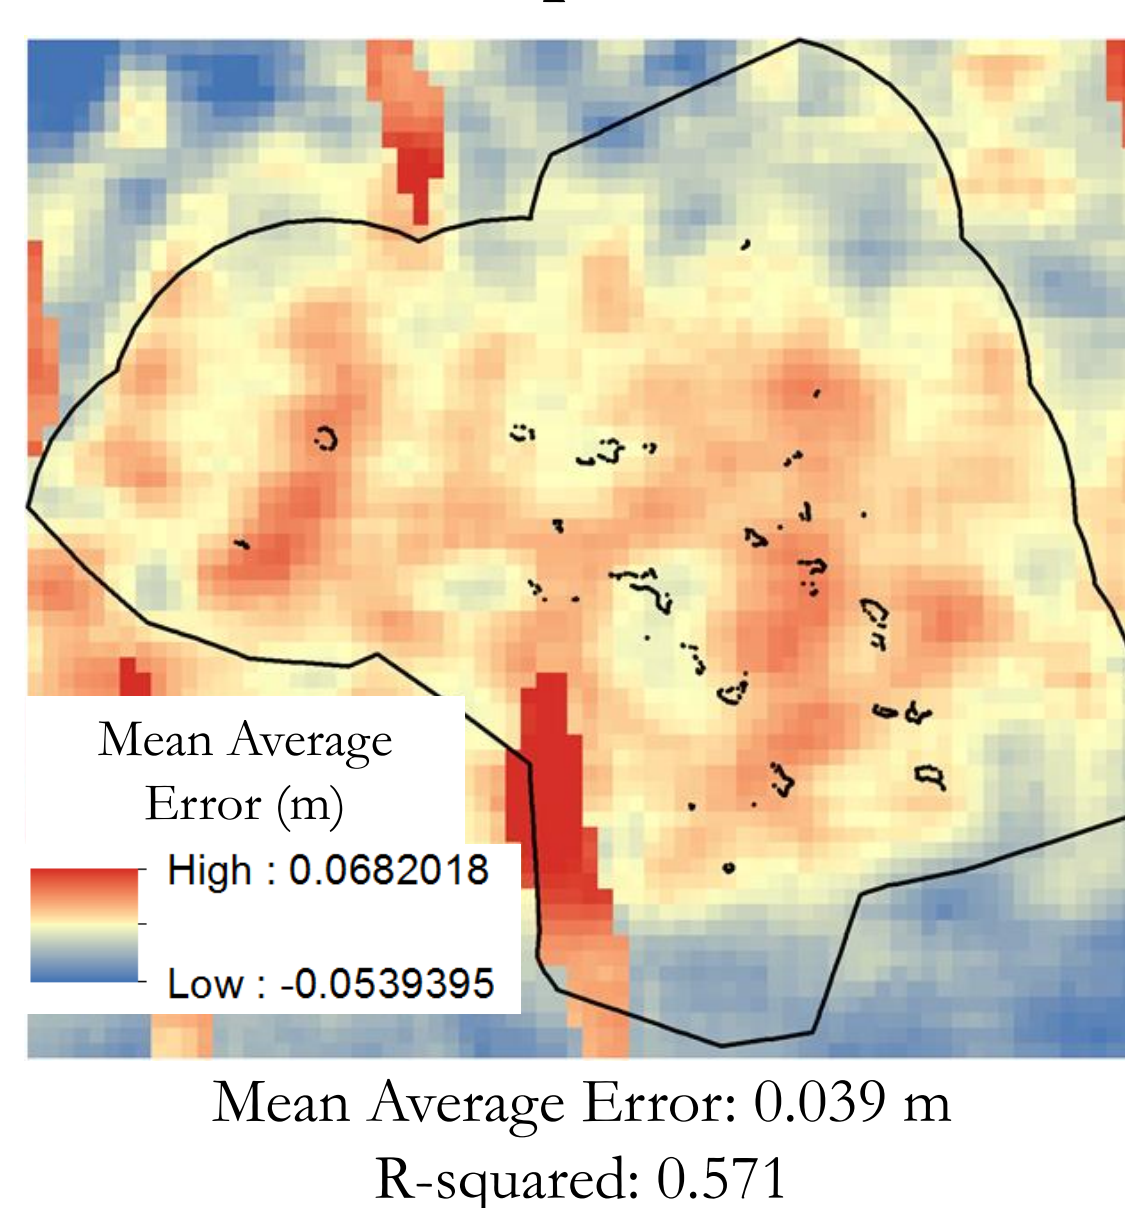 Mean Average
Error (m)
High : 0.0682018
Low : -0.0539395
Mean Average Error: 0.039 m
R-squared: 0.571